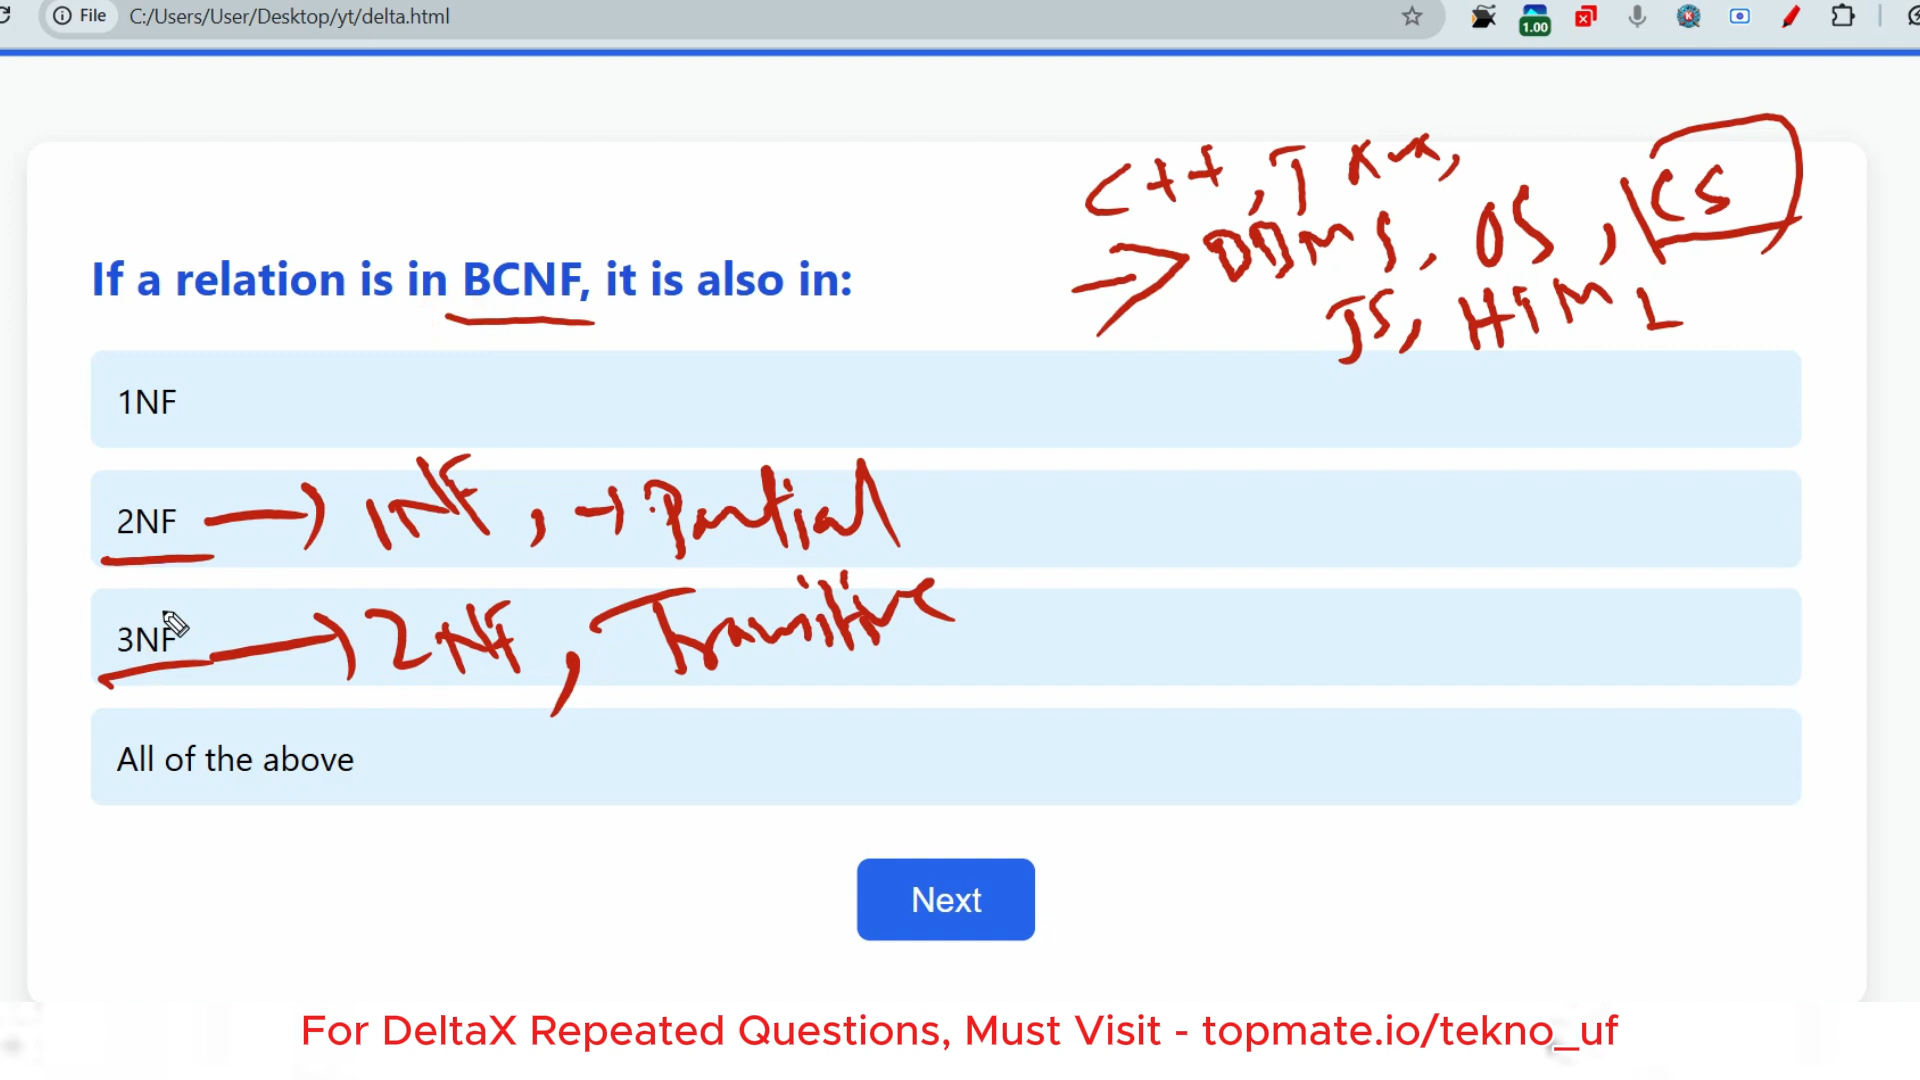 File C:/Users/User/Desktop/yt/delta.html
1.00
C++, J
DBMS, OS, CS
JS, HTML
If a relation is in BCNF, it is also in:
1NF
2NF → 1NF, → Partial
3NF → 2NF, Transitive
All of the above
Next
For DeltaX Repeated Questions, Must Visit - topmate.io/tekno_uf